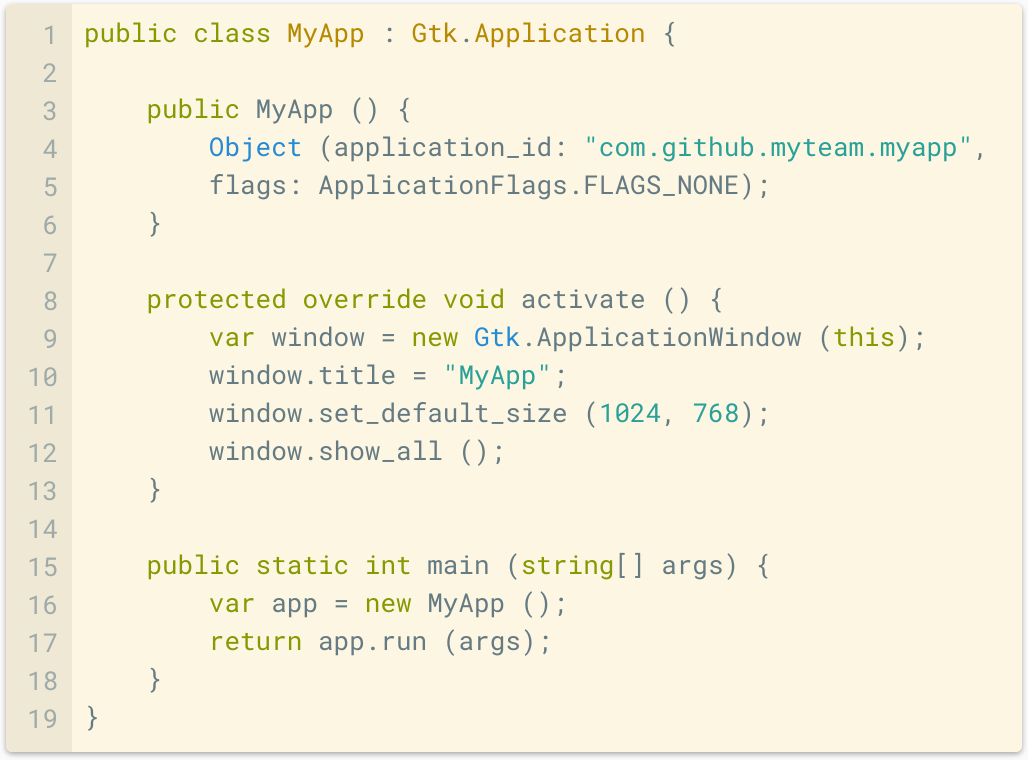 1 public class MyApp : Gtk.Application {
2
3     public MyApp () {
4         Object (application_id: "com.github.myteam.myapp",
5         flags: ApplicationFlags.FLAGS_NONE);
6     }
7
8     protected override void activate () {
9         var window = new Gtk.ApplicationWindow (this);
10         window.title = "MyApp";
11         window.set_default_size (1024, 768);
12         window.show_all ();
13     }
14
15     public static int main (string[] args) {
16         var app = new MyApp ();
17         return app.run (args);
18     }
19 }